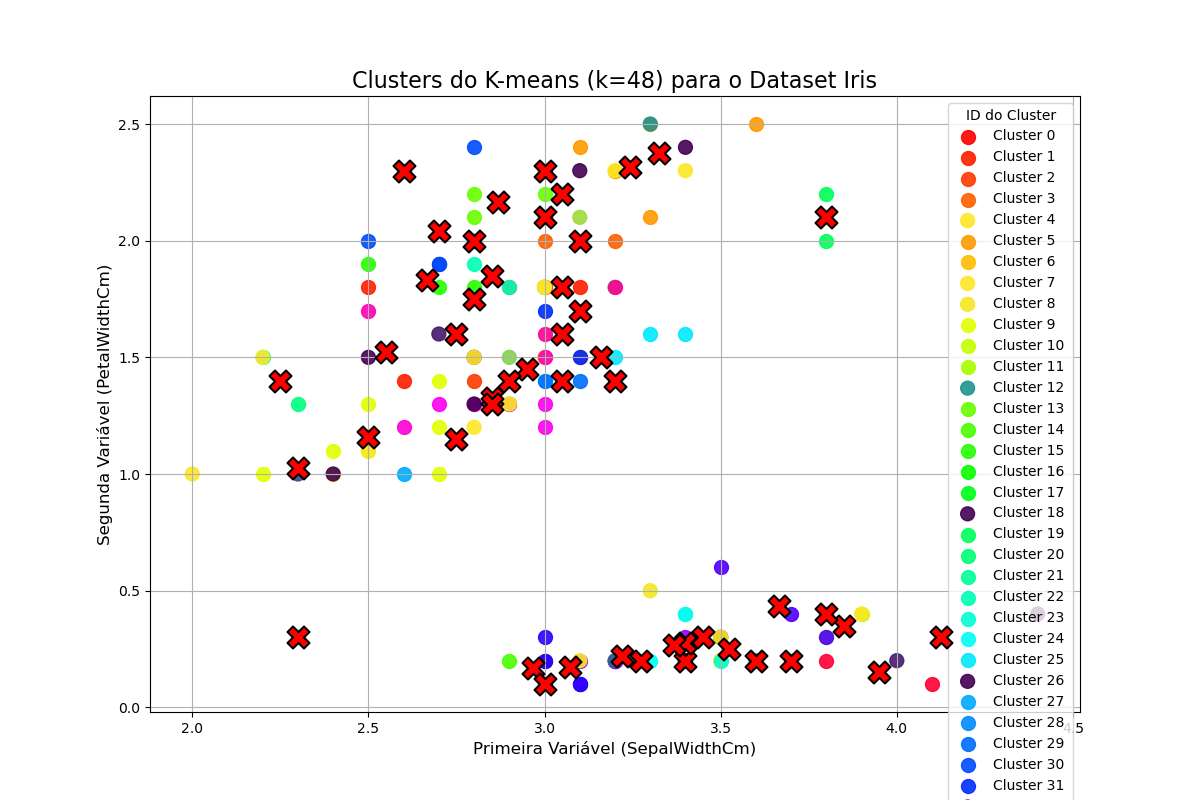 Clusters do K-means (k=48) para o Dataset Iris
ID do Cluster
Cluster 0
Cluster 1
Cluster 2
Cluster 3
Cluster 4
Cluster 5
Cluster 6
Cluster 7
Cluster 8
Cluster 9
Cluster 10
Cluster 11
Cluster 12
Cluster 13
Cluster 14
Cluster 15
Cluster 16
Cluster 17
Cluster 18
Cluster 19
Cluster 20
Cluster 21
Cluster 22
Cluster 23
Cluster 24
Cluster 25
Cluster 26
Cluster 27
Cluster 28
Cluster 29
Cluster 30
Cluster 31
Segunda Variável (PetalWidthCm)
2.5
2.0
1.5
1.0
0.5
0.0
2.0
2.5
3.0
3.5
4.0
4.5
Primeira Variável (SepalWidthCm)